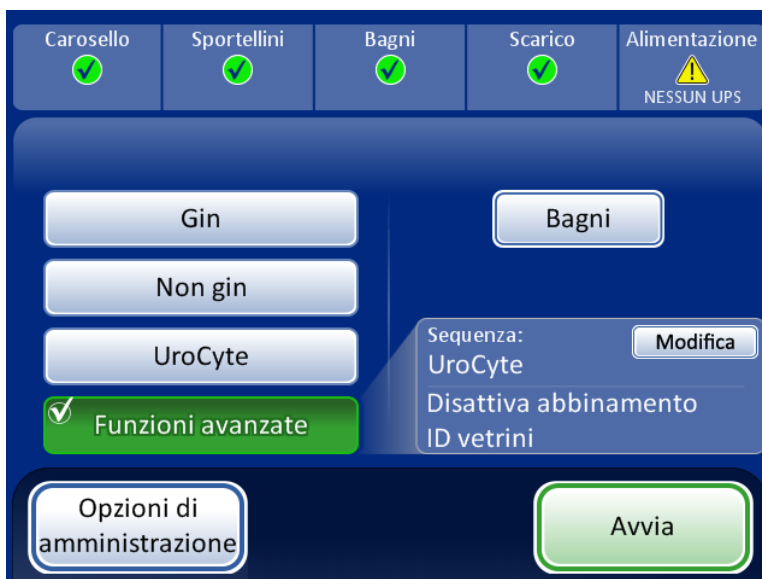 Carosello
Sportellini
Bagni
Scarico
Alimentazione
NESSUN UPS
Gin
Bagni
Non gin
UroCyte
Funzioni avanzate
Sequenza:
Modifica
UroCyte
Disattiva abbinamento
ID vetrini
Opzioni di
amministrazione
Avvia